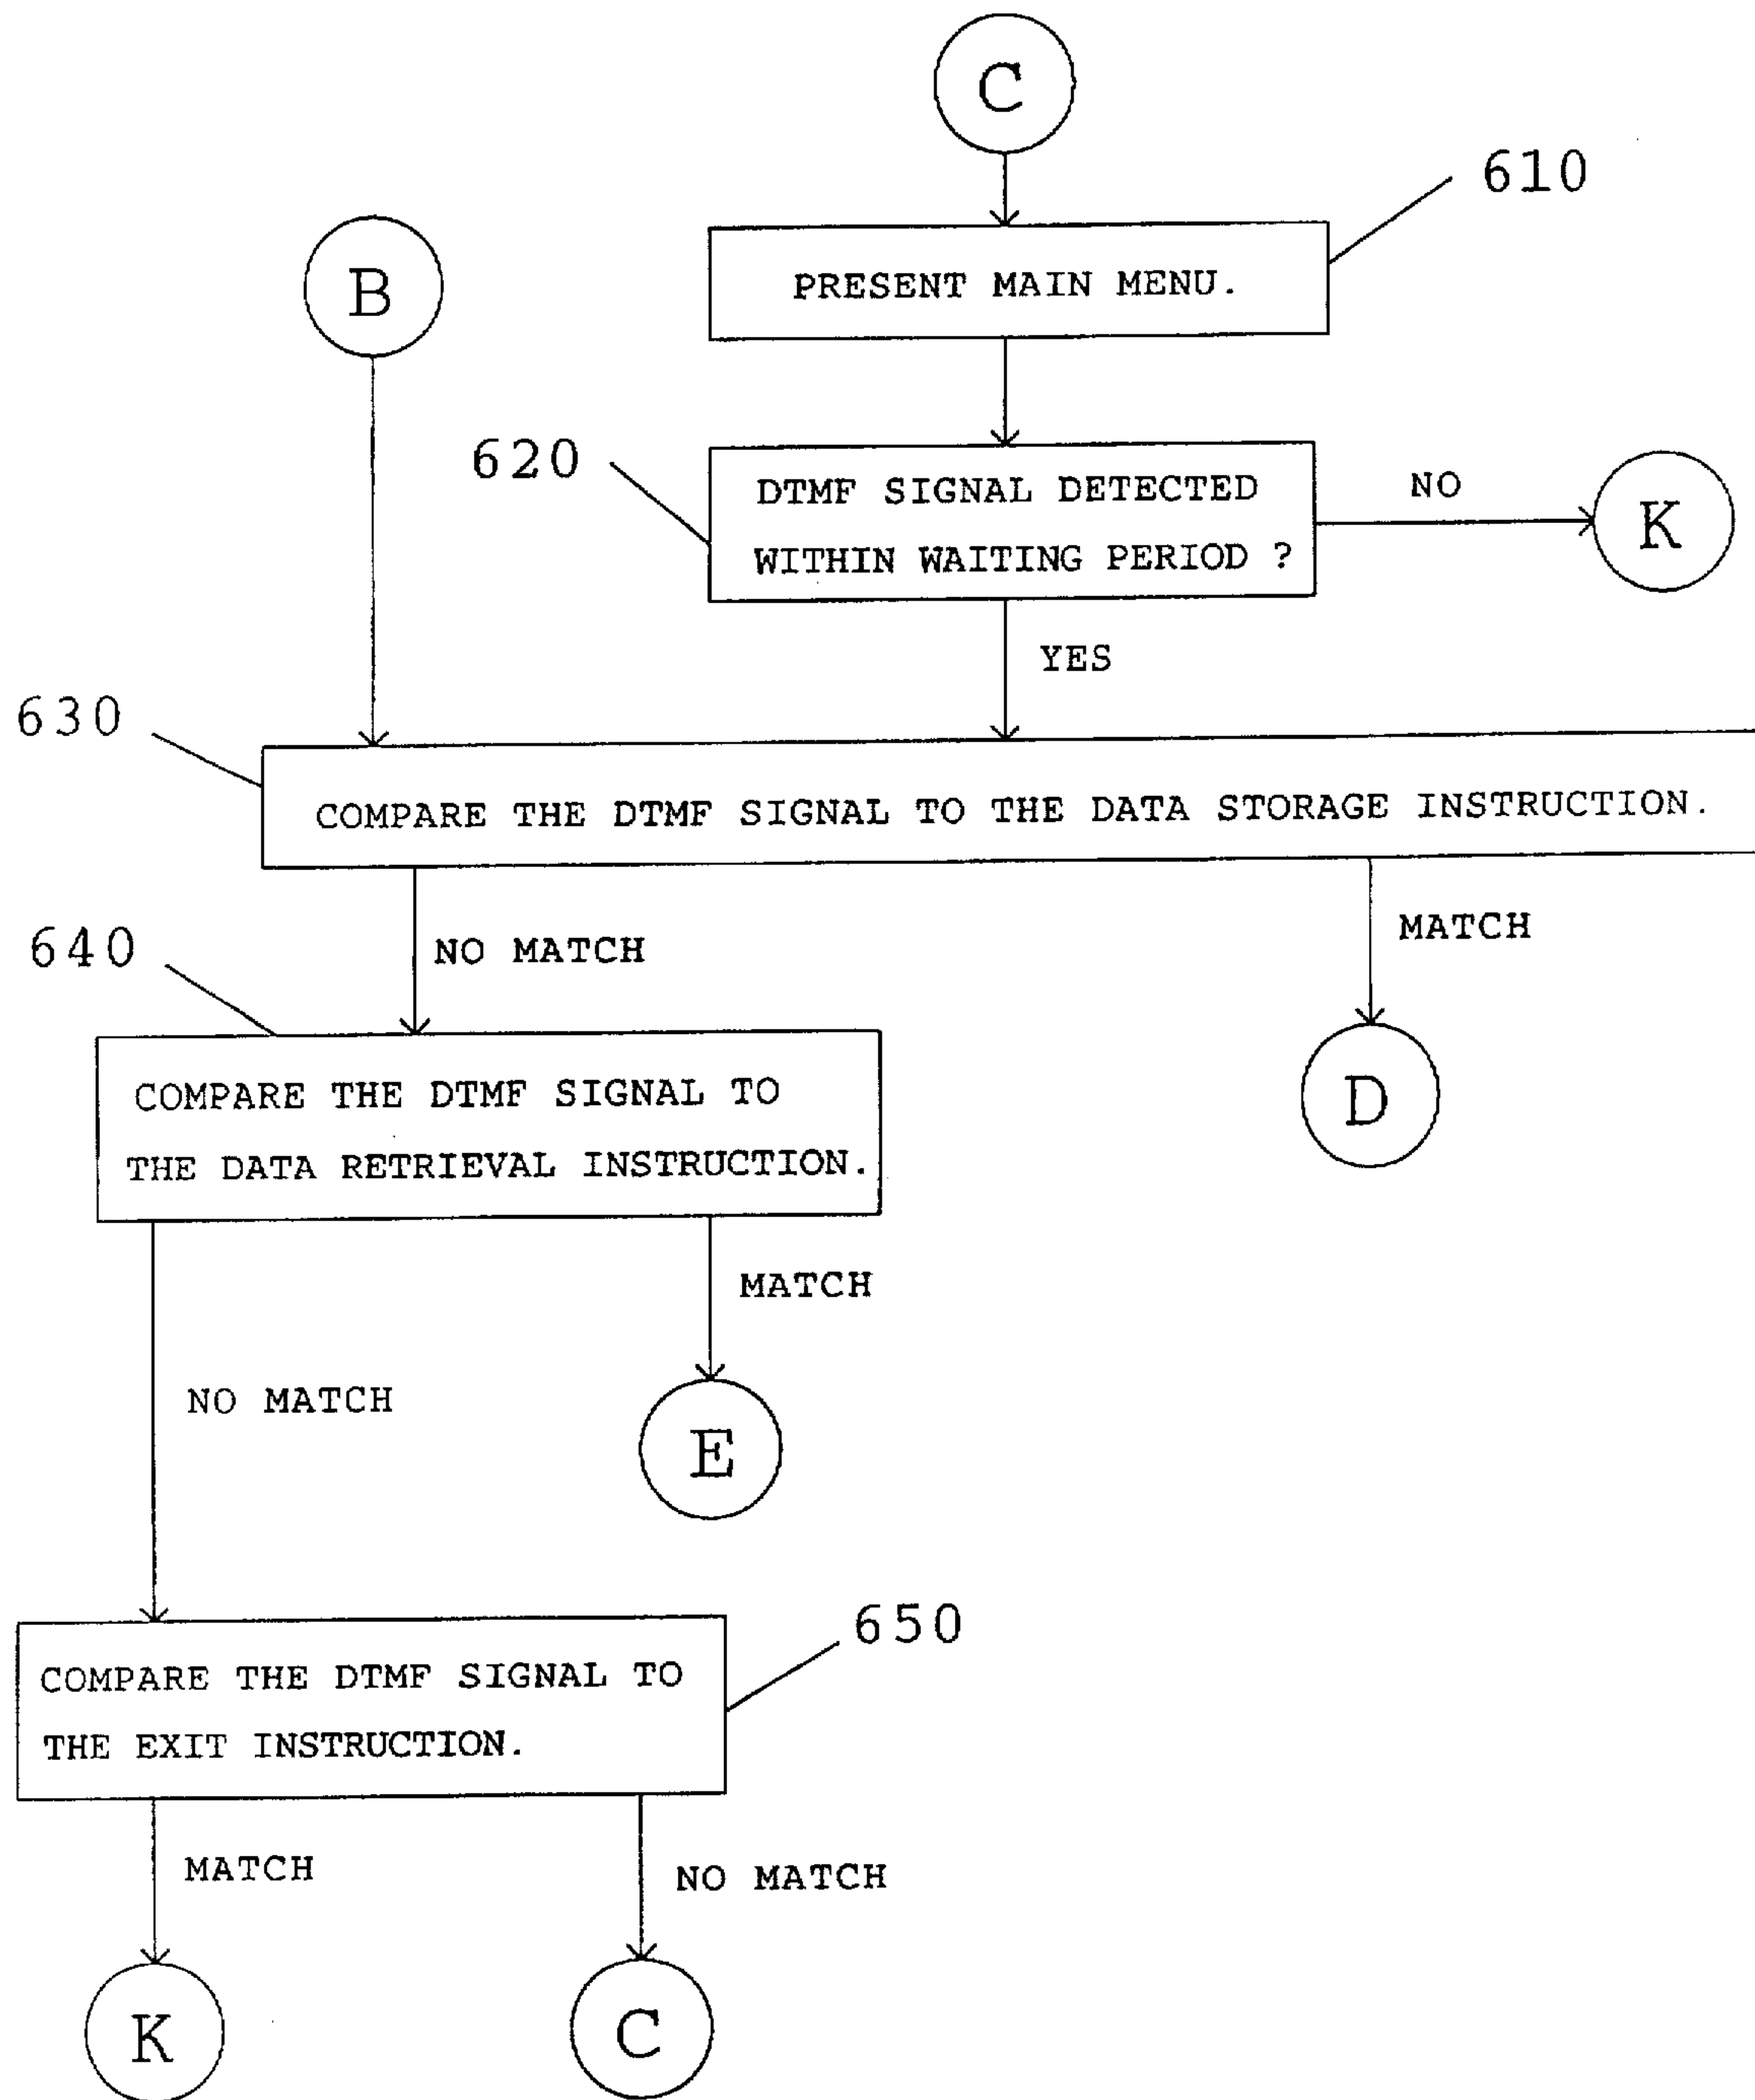 C
610
PRESENT MAIN MENU.
B
620
DTMF SIGNAL DETECTED
WITHIN WAITING PERIOD ?
NO
K
YES
630
COMPARE THE DTMF SIGNAL TO THE DATA STORAGE INSTRUCTION.
MATCH
640
NO MATCH
COMPARE THE DTMF SIGNAL TO
THE DATA RETRIEVAL INSTRUCTION.
D
MATCH
NO MATCH
E
650
COMPARE THE DTMF SIGNAL TO
THE EXIT INSTRUCTION.
MATCH
NO MATCH
K
C